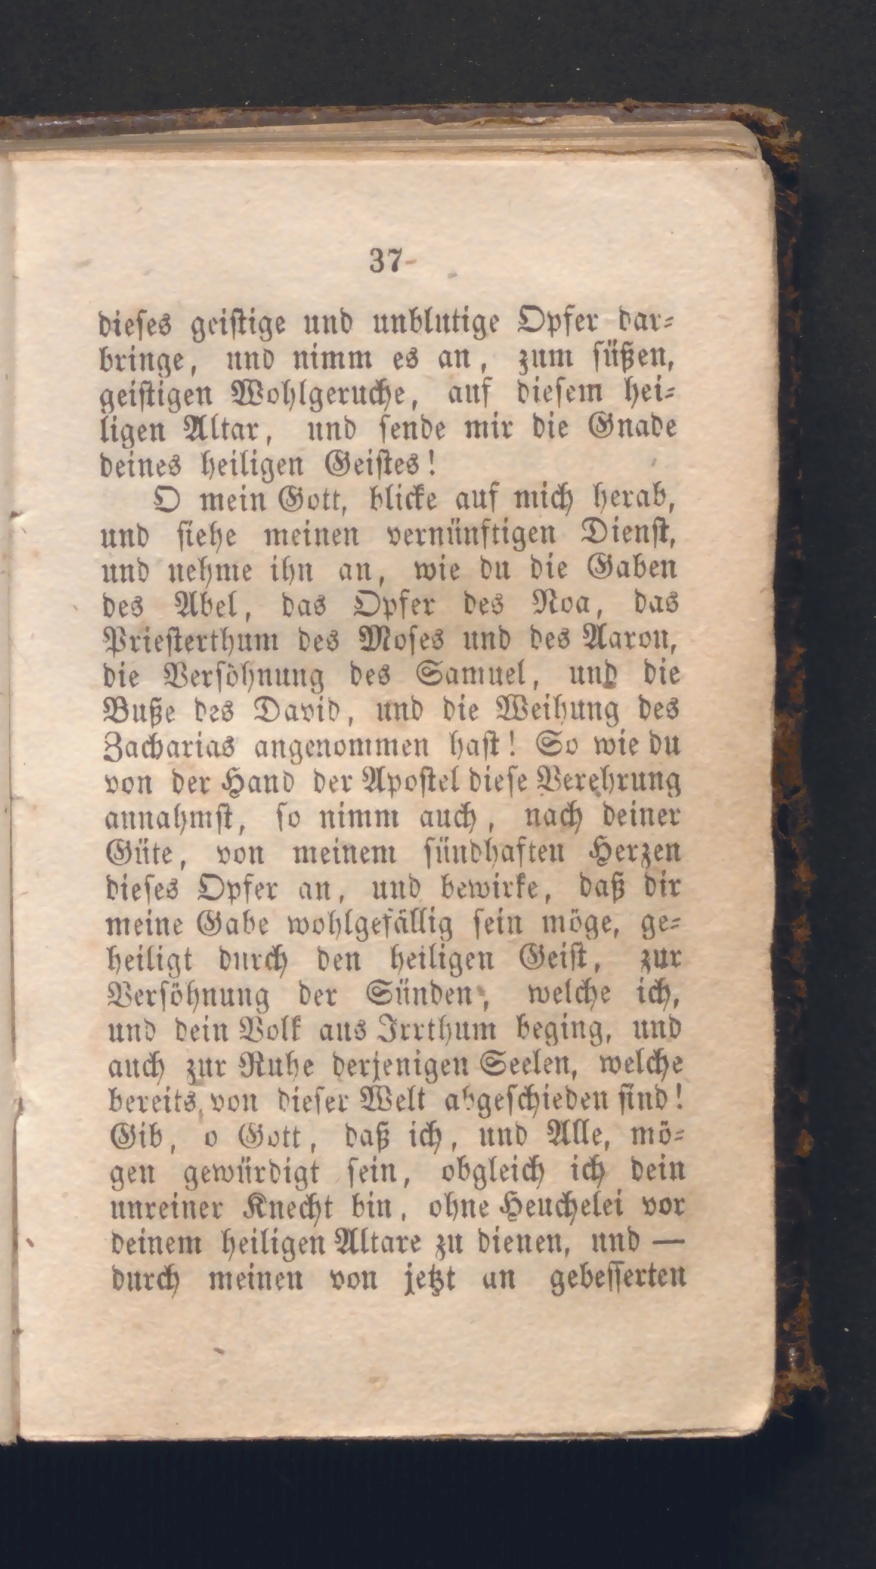 37
dieses geistige und unblutige Opfer dar-
bringe, und nimm es an, zum süßen,
geistigen Wohlgeruche, auf diesem hei-
ligen Altar, und sende mir die Gnade
deines heiligen Geistes!
O mein Gott, blicke auf mich herab,
und siehe meinen vernünftigen Dienst,
und nehme ihn an, wie du die Gaben
des Abel, das Opfer des Noa, das
Priesterthum des Moses und des Aaron,
die Versöhnung des Samuel, und die
Buße des David, und die Weihung des
Zacharias angenommen hast! So wie du
von der Hand der Apostel diese Verehrung
annahmst, so nimm auch, nach deiner
Güte, von meinem sündhaften Herzen
dieses Opfer an, und bewirke, daß dir
meine Gabe wohlgefällig sein möge, ge-
heiligt durch den heiligen Geist, zur
Versöhnung der Sünden, welche ich,
und dein Volk aus Irrthum beging, und
auch zur Ruhe derjenigen Seelen, welche
bereits von dieser Welt abgeschieden sind!
Gib, o Gott, daß ich, und Alle, mö-
gen gewürdigt sein, obgleich ich dein
unreiner Knecht bin, ohne Heuchelei vor
deinem heiligen Altare zu dienen, und —
durch meinen von jetzt an gebesserten